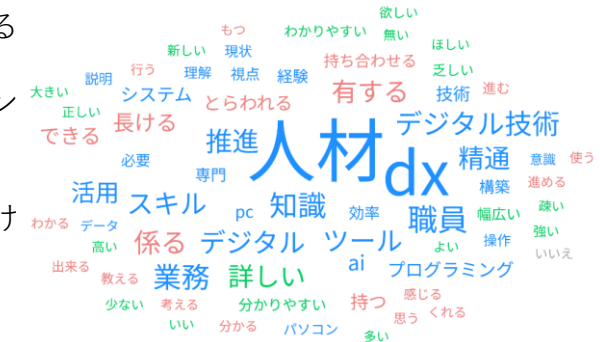 る
欲しい
もつ
わかりやすい
無い
新しい
現状
ほしい
持ち合わせる
行う
理解
視点
経験
乏しい
説明
有する
技術
進む
大きい
システム
とらわれる
ン
正しい
長ける
デジタル技術
できる
推進
人材
dx
精通
意識
使う
必要
専門
構築
進める
活用
スキル
知識
職員
幅広い
疎い
pc
効率
け
わかる
データ
強い
高い
係る
デジタル
ツール
よい
操作
いいえ
出来る
ai
プログラミング
教える
業務
詳しい
感じる
少ない
考える
分かりやすい
持つ
思う
くれる
いい
分かる
パソコン
多い